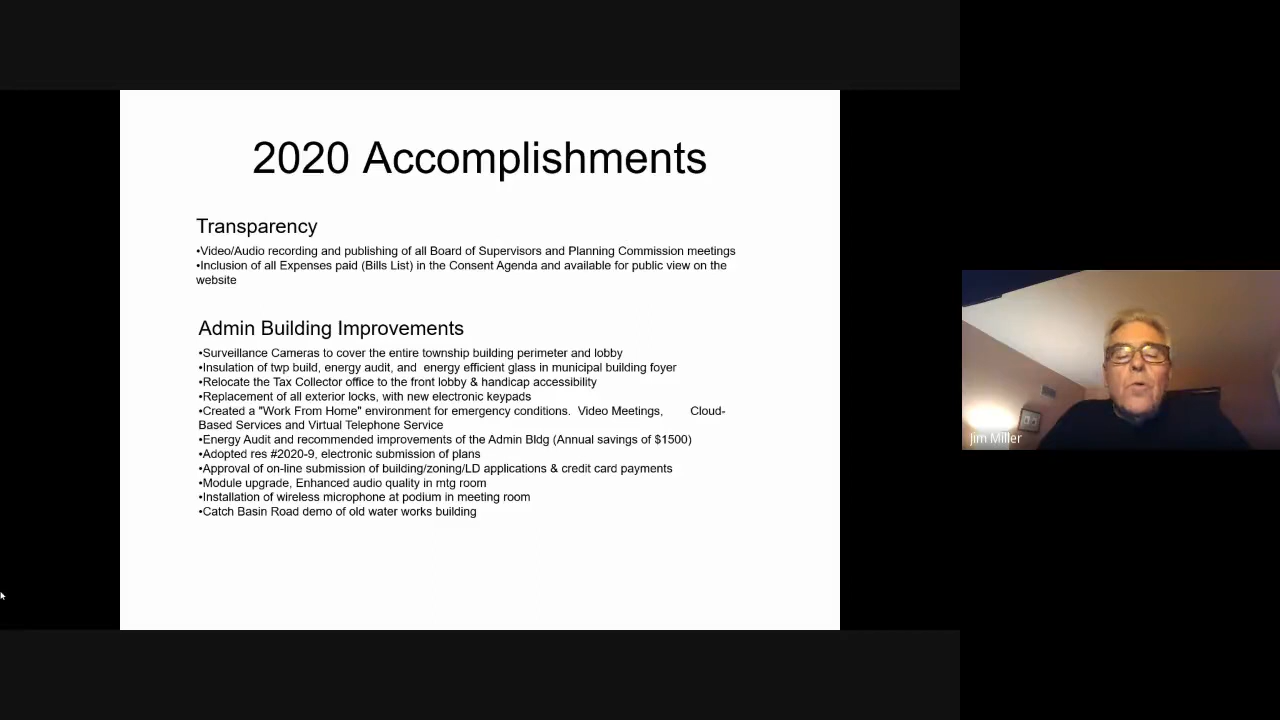 2020 Accomplishments
Transparency
•Video/Audio recording and publishing of all Board of Supervisors and Planning Commission meetings
•Inclusion of all Expenses paid (Bills List) in the Consent Agenda and available for public view on the
website
Admin Building Improvements
•Surveillance Cameras to cover the entire township building perimeter and lobby
•Insulation of twp build, energy audit, and  energy efficient glass in municipal building foyer
•Relocate the Tax Collector office to the front lobby & handicap accessibility
•Replacement of all exterior locks, with new electronic keypads
•Created a "Work From Home" environment for emergency conditions.  Video Meetings,        Cloud-
Based Services and Virtual Telephone Service
•Energy Audit and recommended improvements of the Admin Bldg (Annual savings of $1500)
•Adopted res #2020-9, electronic submission of plans
•Approval of on-line submission of building/zoning/LD applications & credit card payments
•Module upgrade, Enhanced audio quality in mtg room
•Installation of wireless microphone at podium in meeting room
•Catch Basin Road demo of old water works building
Jim Miller